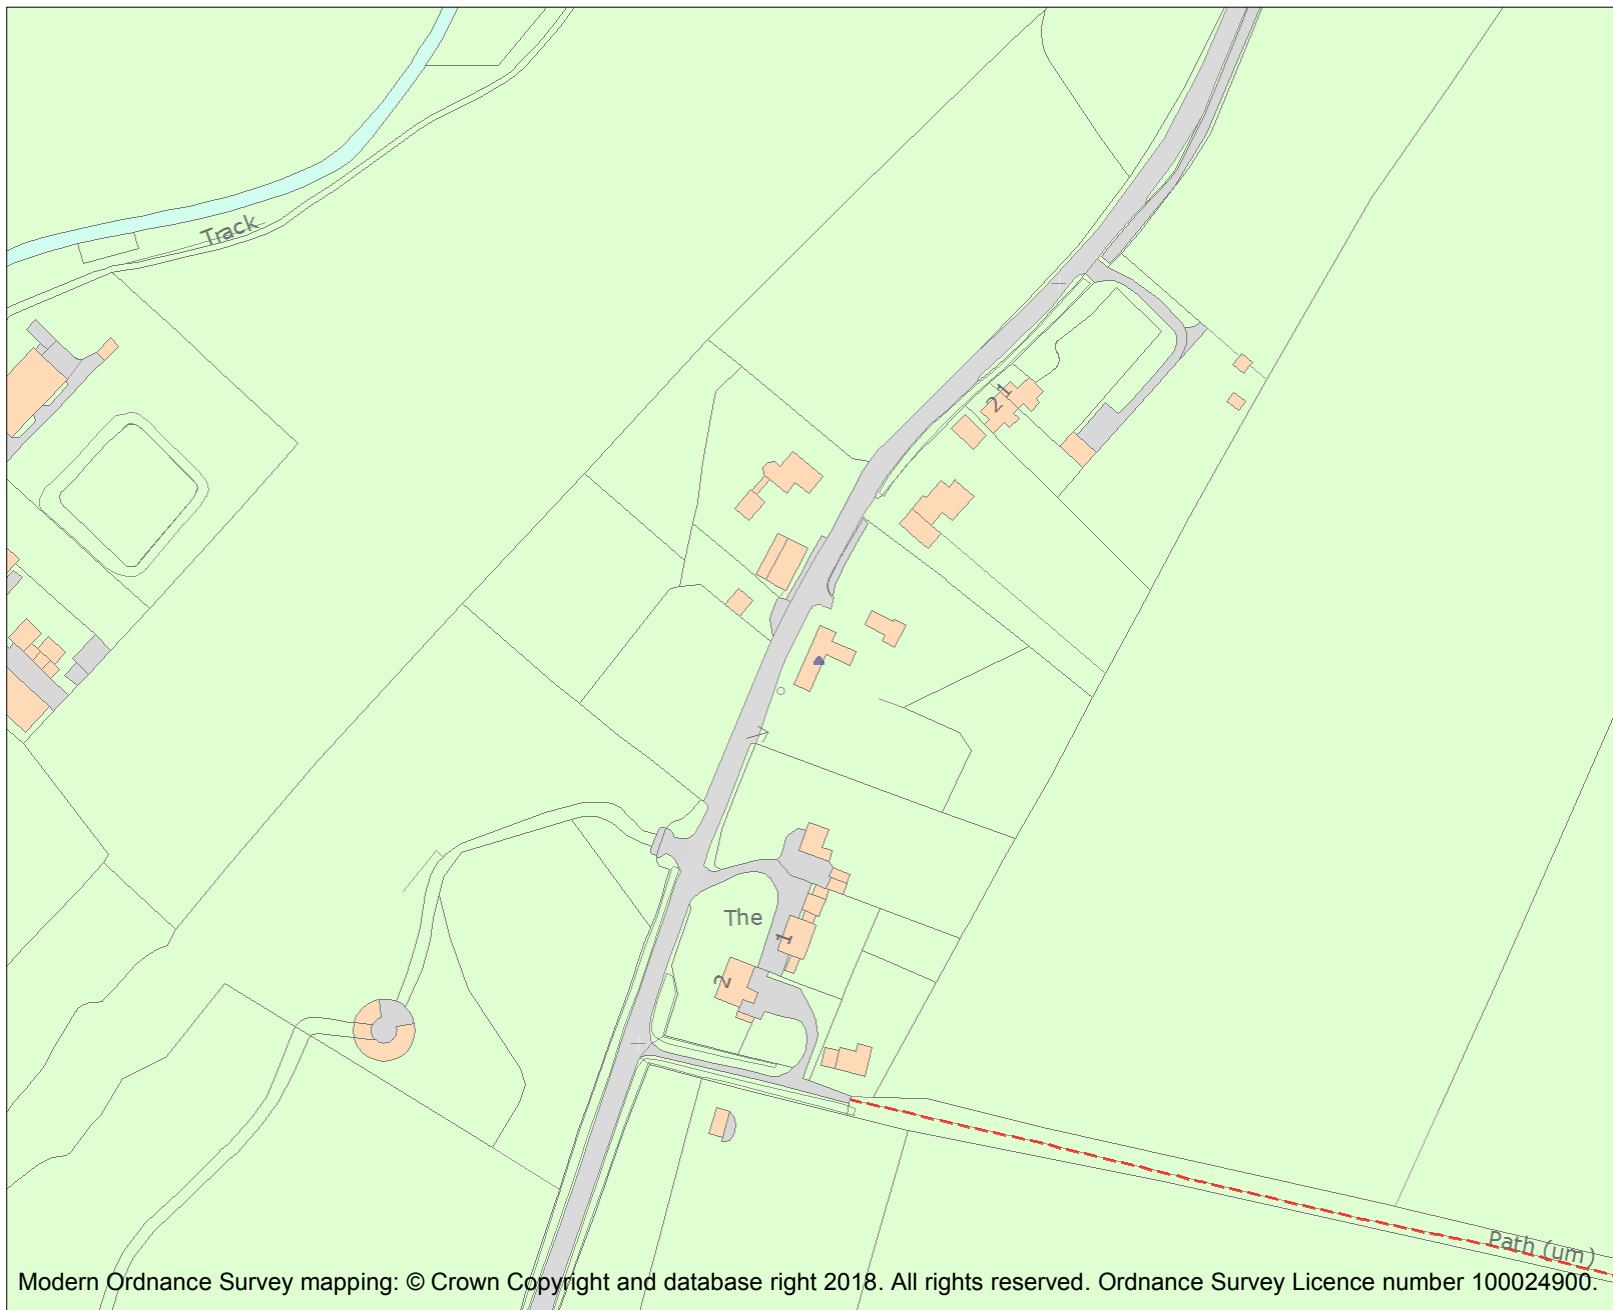 Track
2 1
The
1
2
Path (um)
Modern Ordnance Survey mapping: © Crown Copyright and database right 2018. All rights reserved. Ordnance Survey Licence number 100024900.